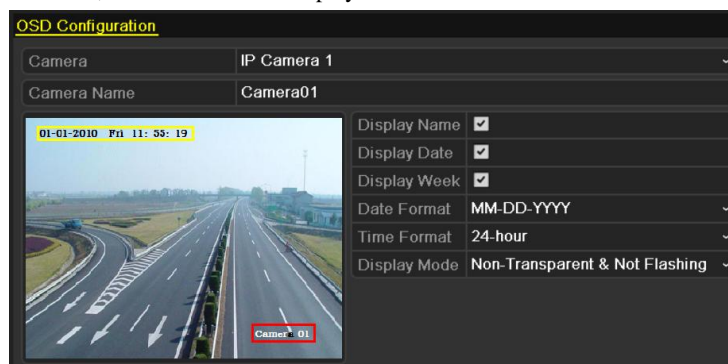 OSD Configuration
Camera IP Camera 1
Camera Name Camera01
01-01-2010 Fri 11: 55: 19
Display Name
Display Date
Display Week
Date Format MM-DD-YYYY
Time Format 24-hour
Display Mode Non-Transparent & Not Flashing
Camera 01